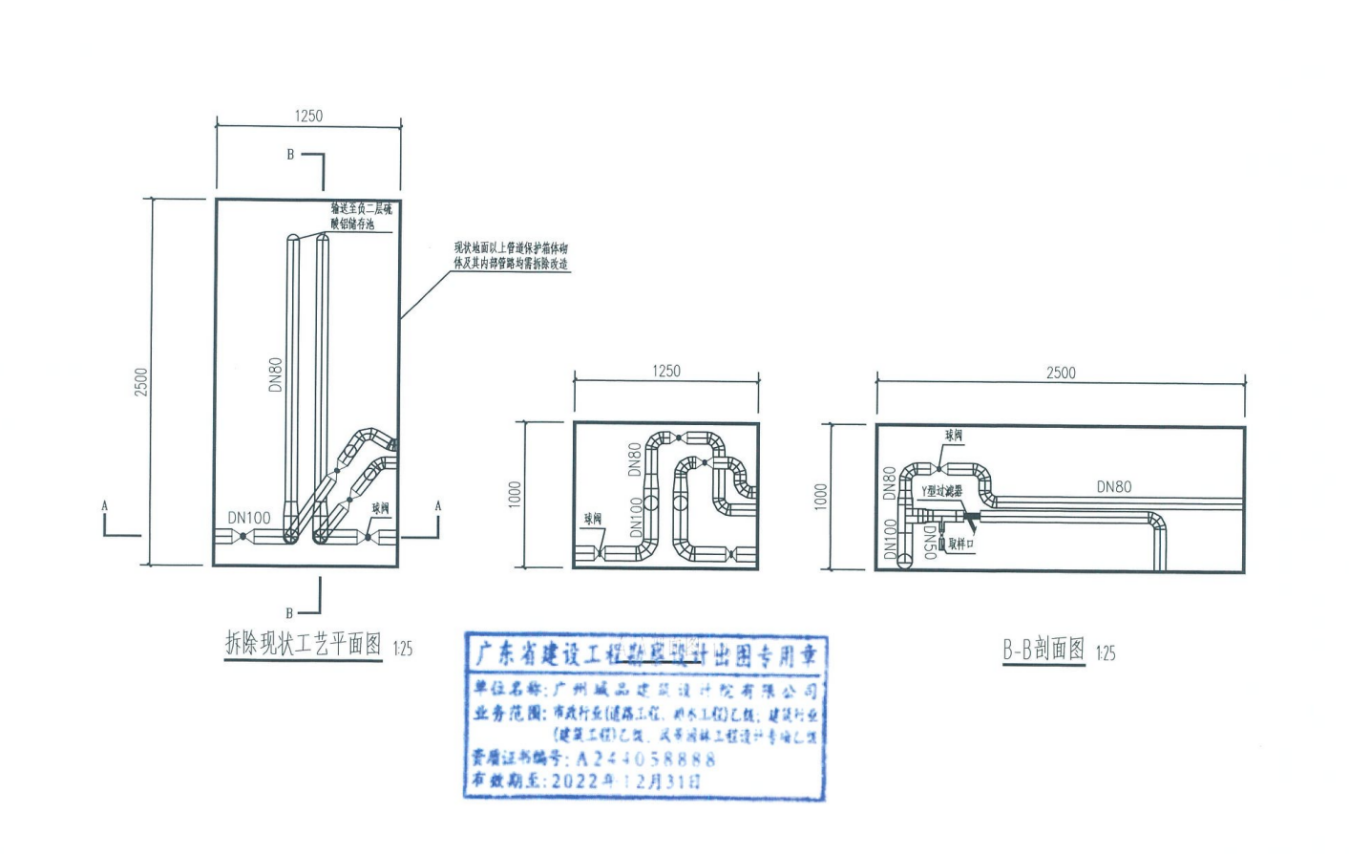 1250
B
输送至负二层硫
酸铝储存池
现状地面以上管道保护箱体砌
体及其内部管路均需拆除改造
2500
DN80
DN100
球阀
A
A
B
拆除现状工艺平面图 1:25
1250
1000
DN80
DN100
球阀
2500
1000
球阀
DN80
Y型过滤器
DN80
DN100
DN50
取样口
B-B剖面图 1:25
广东省建设工程勘察设计出图专用章
单位名称:广州城品建筑设计院有限公司
业务范围:市政行业(道路工程、排水工程)乙级;建筑行业
(建筑工程)乙级、风景园林工程设计专项乙级
资质证书编号:A244058888
有效期至:2022年12月31日